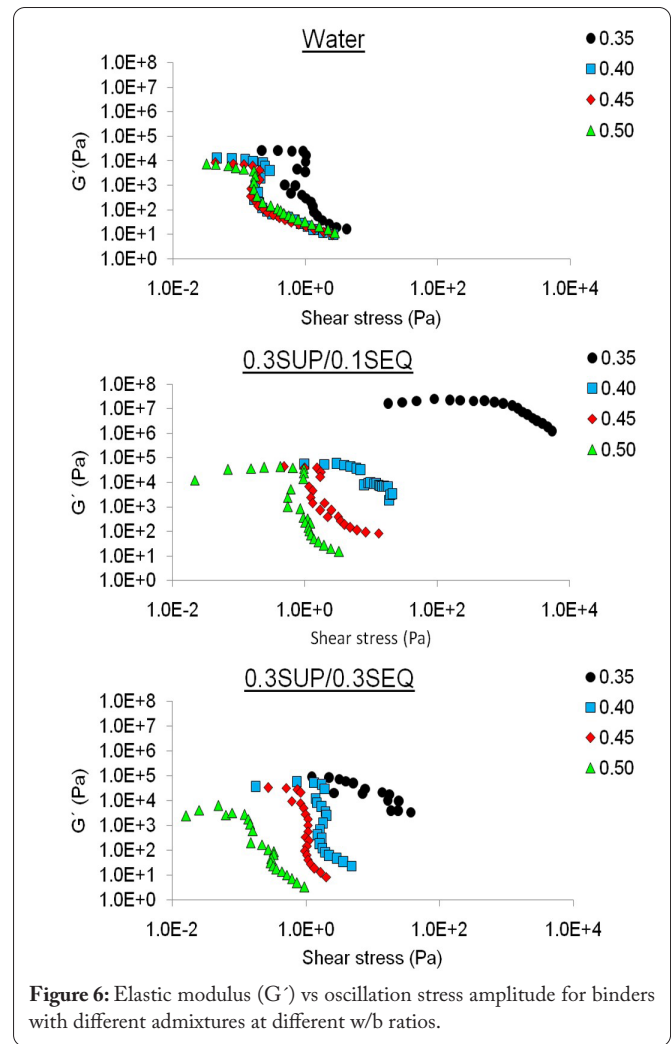 Water
0.35
0.40
0.45
0.50
G´(Pa)
1.0E+8
1.0E+7
1.0E+6
1.0E+5
1.0E+4
1.0E+3
1.0E+2
1.0E+1
1.0E+0
1.0E-2 1.0E+0 1.0E+2 1.0E+4
Shear stress (Pa)
0.3SUP/0.1SEQ
0.35
0.40
0.45
0.50
G´ (Pa)
1.0E+8
1.0E+7
1.0E+6
1.0E+5
1.0E+4
1.0E+3
1.0E+2
1.0E+1
1.0E+0
1.0E-2 1.0E+0 1.0E+2 1.0E+4
Shear stress (Pa)
0.3SUP/0.3SEQ
0.35
0.40
0.45
0.50
G´ (Pa)
1.0E+8
1.0E+7
1.0E+6
1.0E+5
1.0E+4
1.0E+3
1.0E+2
1.0E+1
1.0E+0
1.0E-2 1.0E+0 1.0E+2 1.0E+4
Shear stress (Pa)
Figure 6: Elastic modulus (G´) vs oscillation stress amplitude for binders
with different admixtures at different w/b ratios.